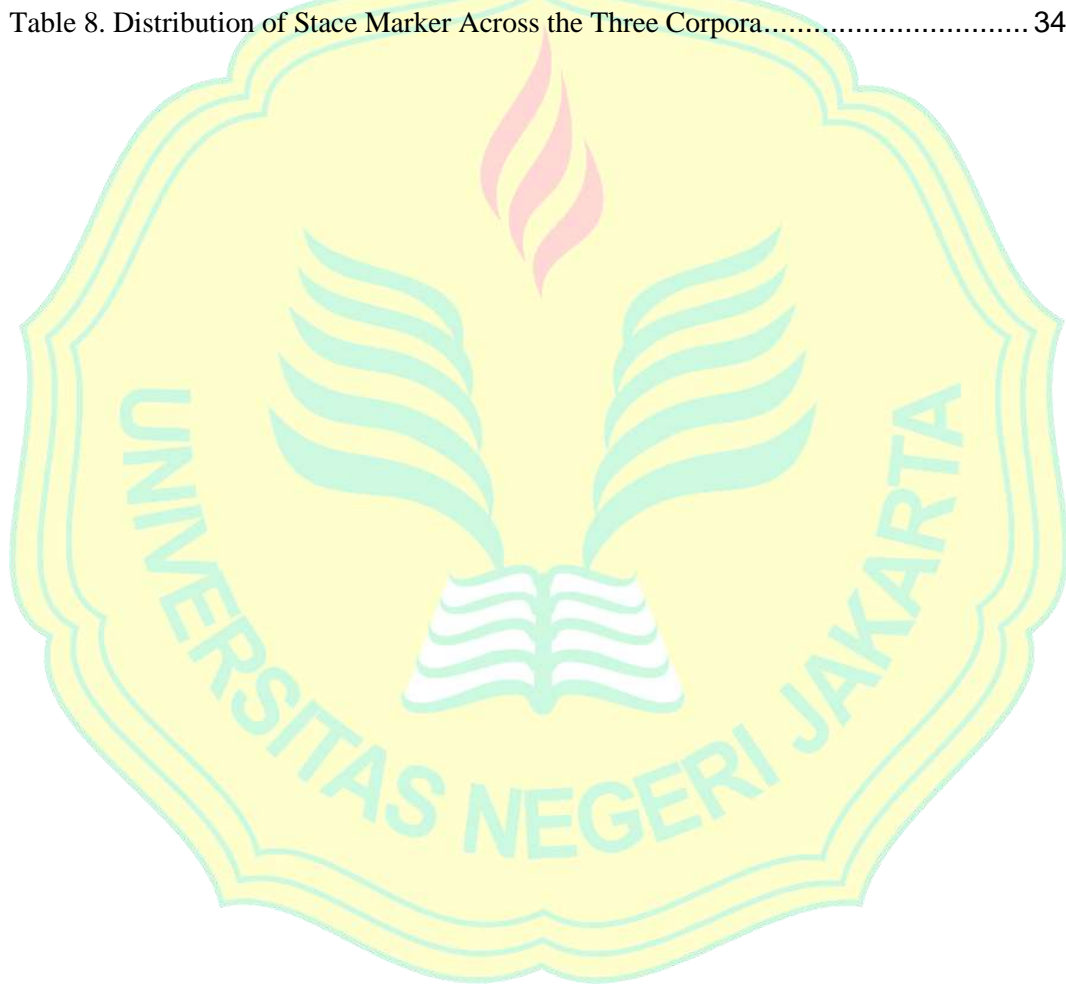 Table 8. Distribution of Stace Marker Across the Three Corpora................................ 34
UNIVERSITAS NEGERI JAKARTA